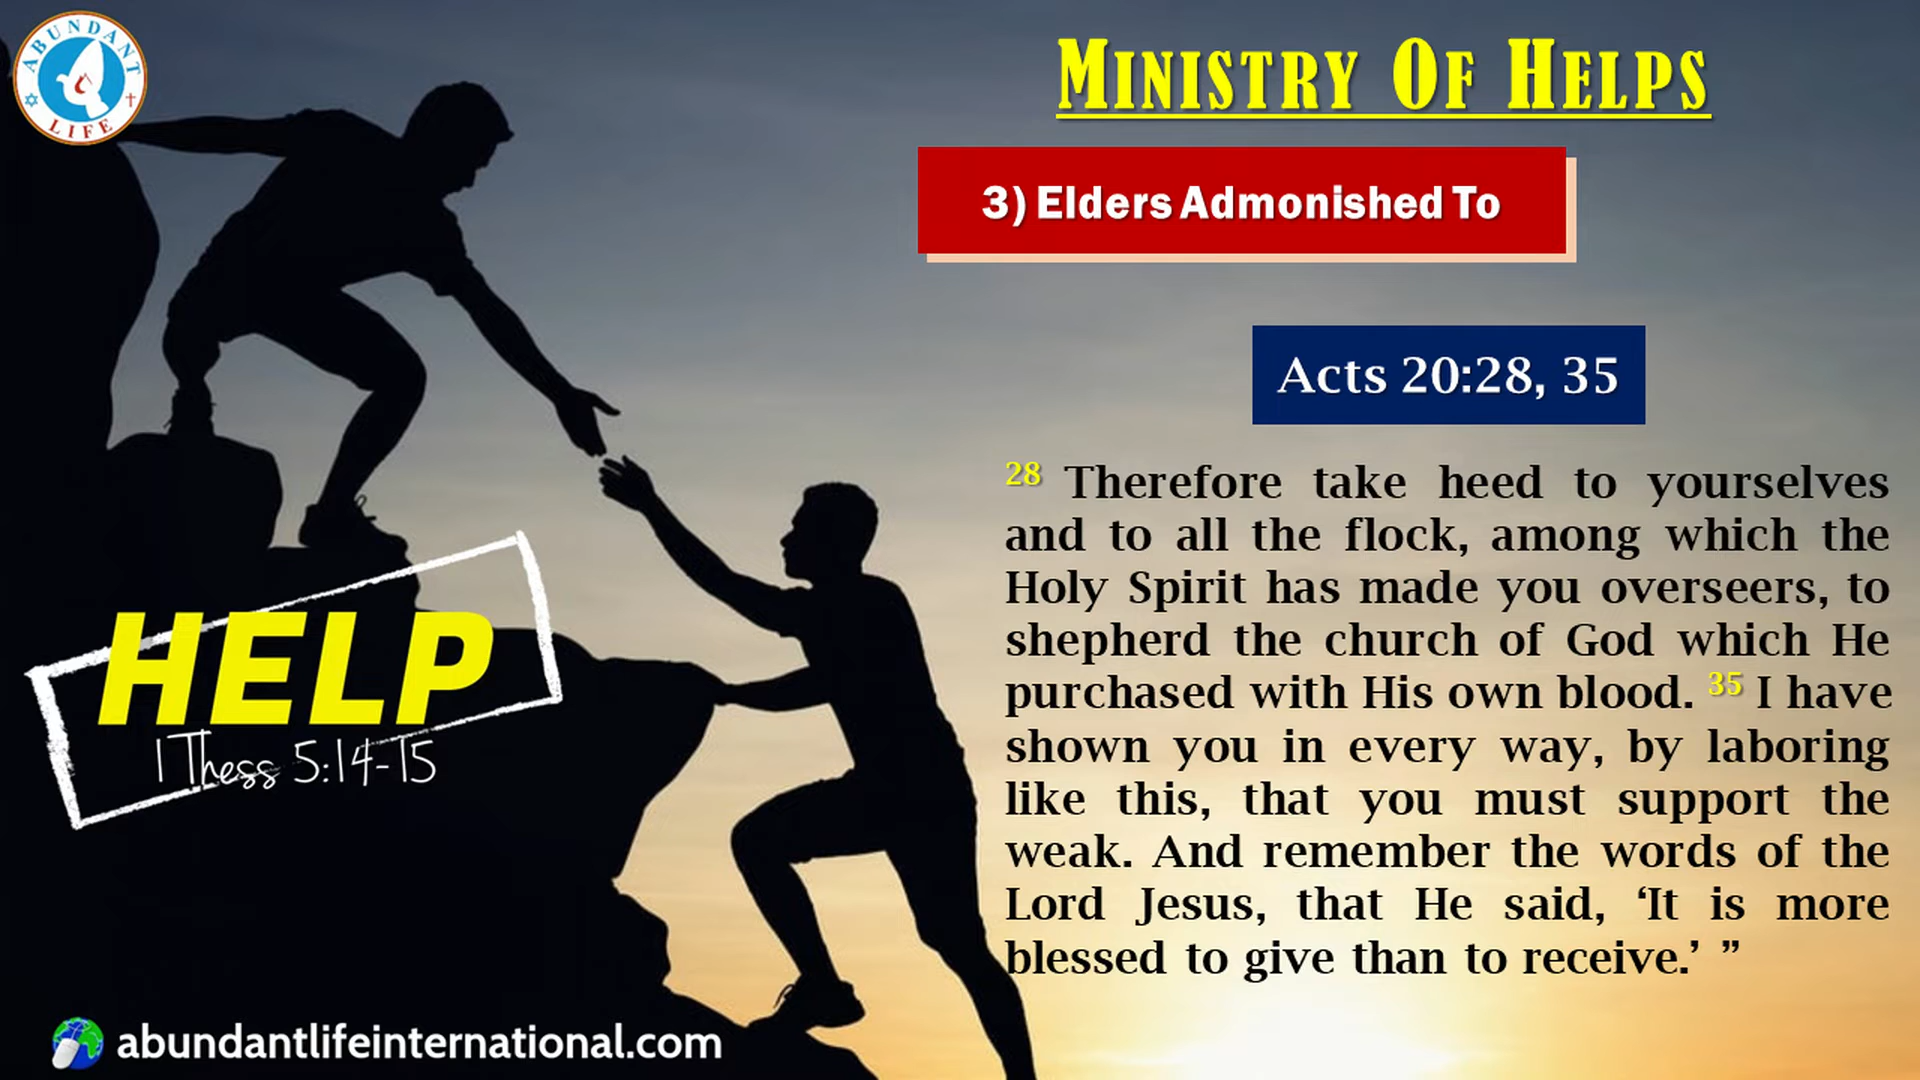 ABUNDANT
LIFE
MINISTRY OF HELPS
3) Elders Admonished To
Acts 20:28, 35
28 Therefore take heed to yourselves
and to all the flock, among which the
Holy Spirit has made you overseers, to
shepherd the church of God which He
purchased with His own blood. 35 I have
shown you in every way, by laboring
like this, that you must support the
weak. And remember the words of the
Lord Jesus, that He said, ‘It is more
blessed to give than to receive.’ ”
HELP
1 Thess 5:14-15
abundantlifeinternational.com